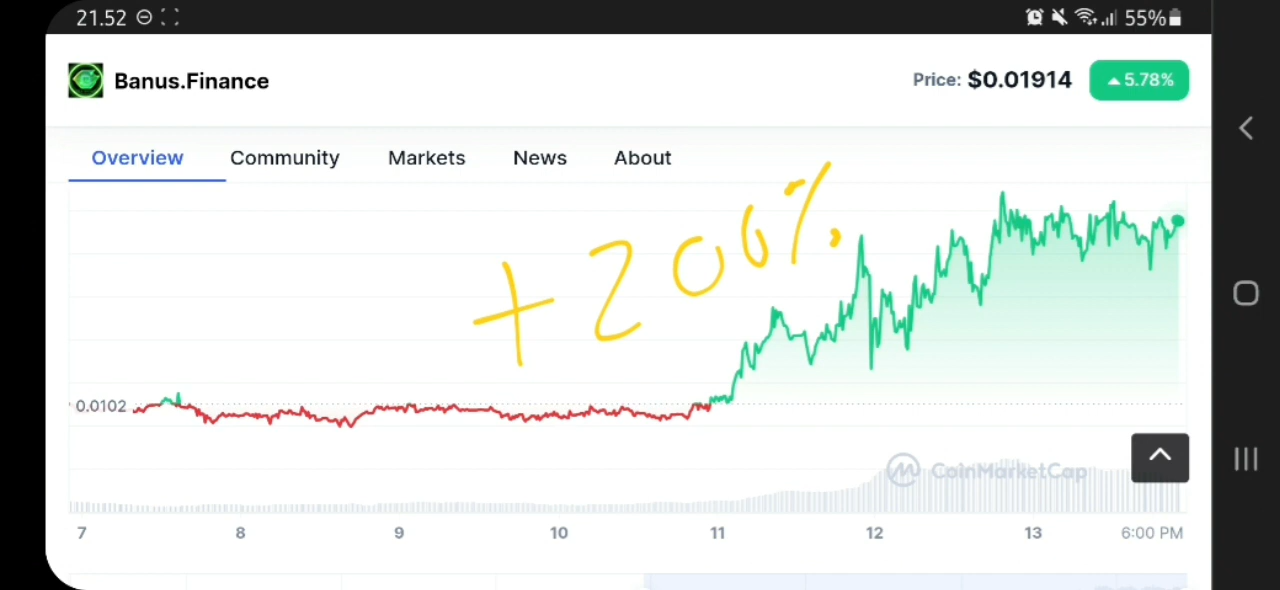 21.52 55%
Banus.Finance Price: $0.01914 5.78%
Overview Community Markets News About
+200%
0.0102
CoinMarketCap
7 8 9 10 11 12 13 6:00 PM